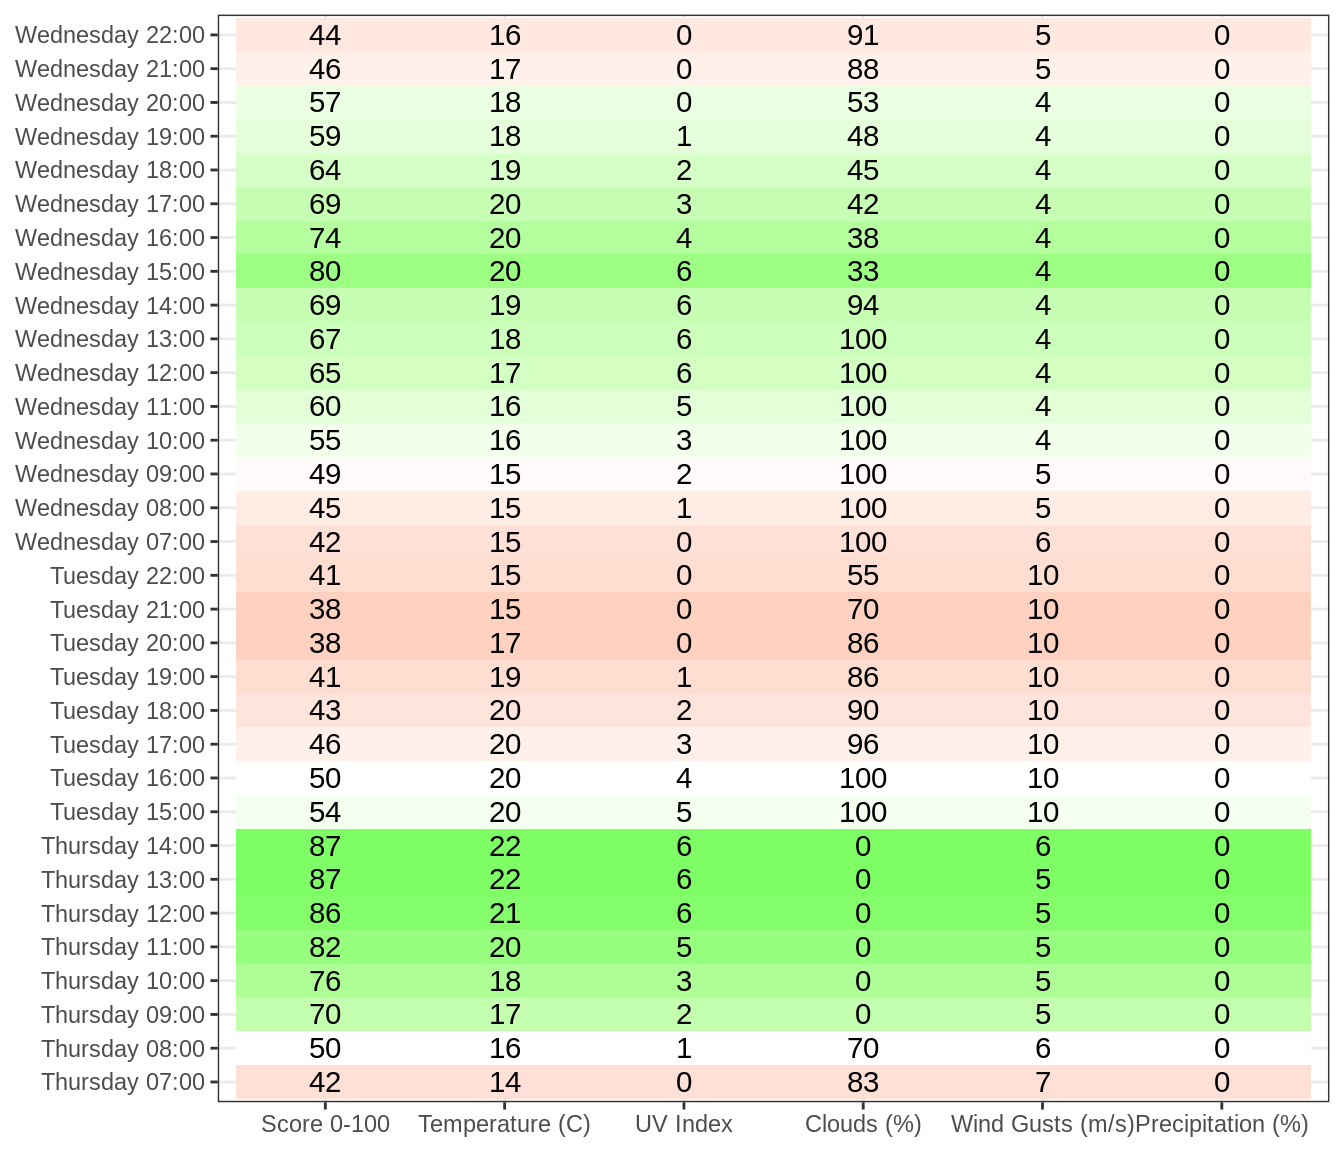 Wednesday 22:00 44 16 0 91 5 0
Wednesday 21:00 46 17 0 88 5 0
Wednesday 20:00 57 18 0 53 4 0
Wednesday 19:00 59 18 1 48 4 0
Wednesday 18:00 64 19 2 45 4 0
Wednesday 17:00 69 20 3 42 4 0
Wednesday 16:00 74 20 4 38 4 0
Wednesday 15:00 80 20 6 33 4 0
Wednesday 14:00 69 19 6 94 4 0
Wednesday 13:00 67 18 6 100 4 0
Wednesday 12:00 65 17 6 100 4 0
Wednesday 11:00 60 16 5 100 4 0
Wednesday 10:00 55 16 3 100 4 0
Wednesday 09:00 49 15 2 100 5 0
Wednesday 08:00 45 15 1 100 5 0
Wednesday 07:00 42 15 0 100 6 0
Tuesday 22:00 41 15 0 55 10 0
Tuesday 21:00 38 15 0 70 10 0
Tuesday 20:00 38 17 0 86 10 0
Tuesday 19:00 41 19 1 86 10 0
Tuesday 18:00 43 20 2 90 10 0
Tuesday 17:00 46 20 3 96 10 0
Tuesday 16:00 50 20 4 100 10 0
Tuesday 15:00 54 20 5 100 10 0
Thursday 14:00 87 22 6 0 6 0
Thursday 13:00 87 22 6 0 5 0
Thursday 12:00 86 21 6 0 5 0
Thursday 11:00 82 20 5 0 5 0
Thursday 10:00 76 18 3 0 5 0
Thursday 09:00 70 17 2 0 5 0
Thursday 08:00 50 16 1 70 6 0
Thursday 07:00 42 14 0 83 7 0
Score 0-100 Temperature (C) UV Index Clouds (%) Wind Gusts (m/s) Precipitation (%)